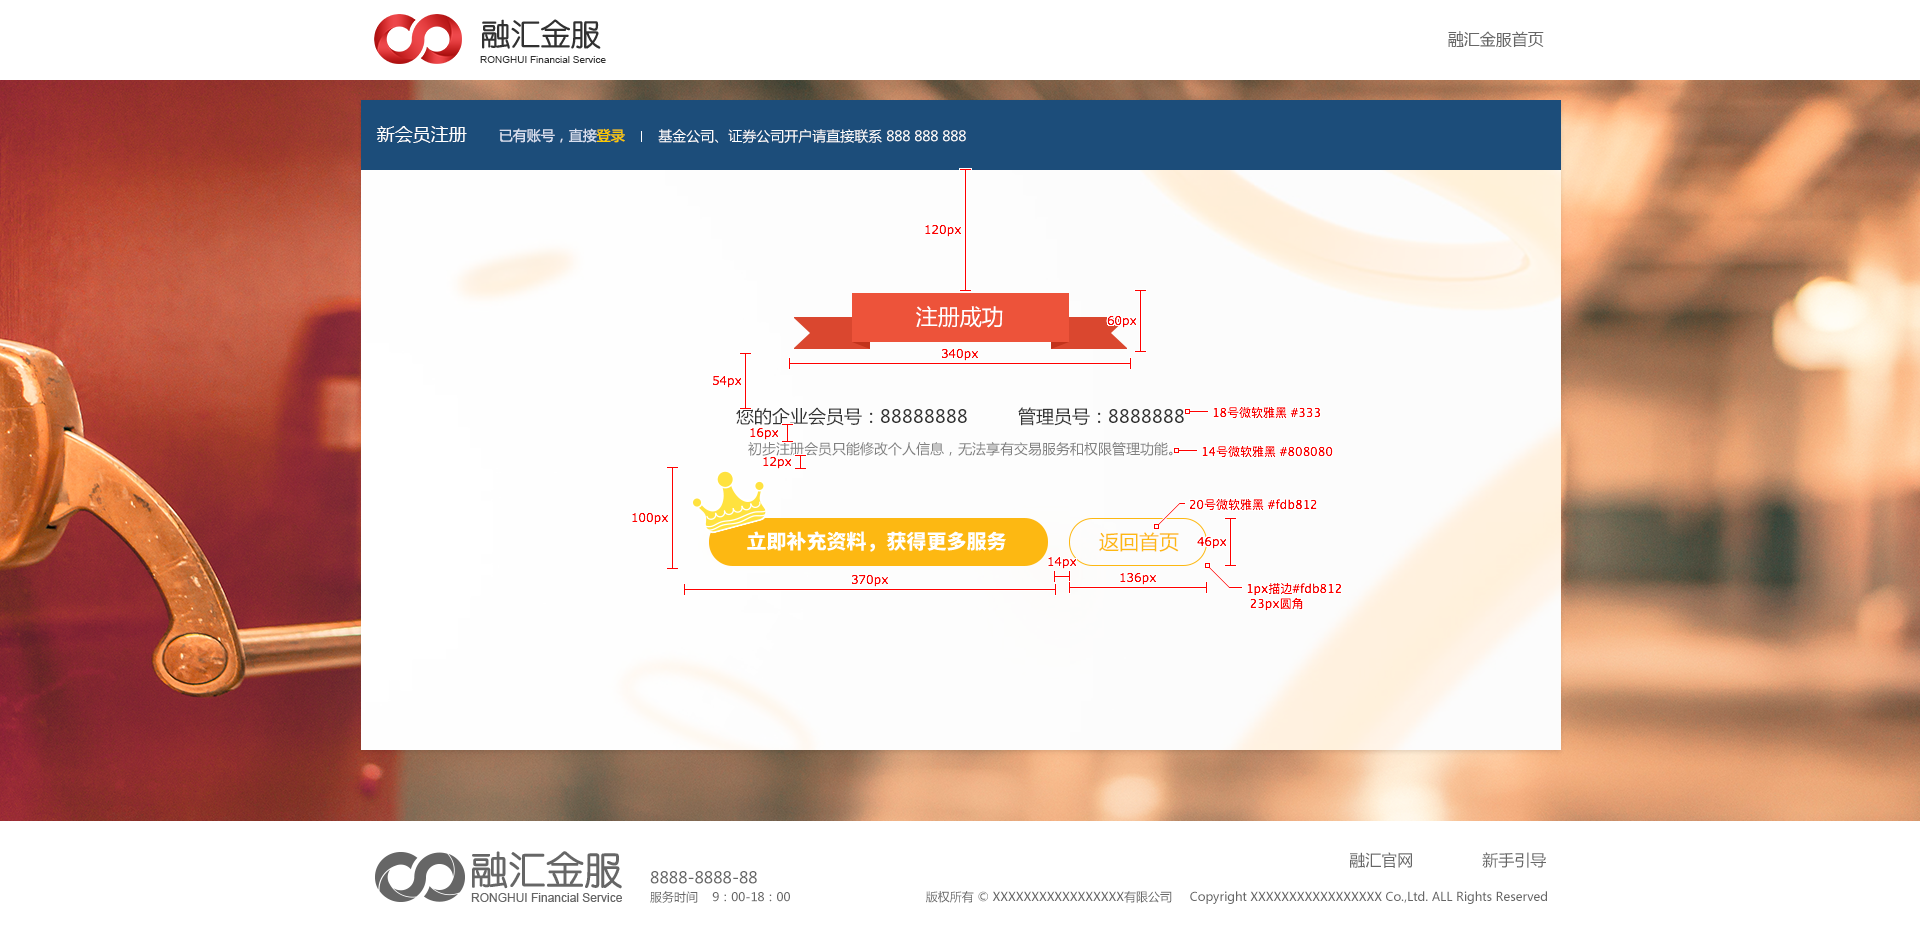 融汇金服
RONGHUI Financial Service
融汇金服首页
新会员注册 已有账号，直接登录 | 基金公司、证券公司开户请直接联系 888 888 888
120px
注册成功
60px
340px
54px
您的企业会员号：88888888 管理员号：8888888
18号微软雅黑 #333
16px
初步注册会员只能修改个人信息，无法享有交易服务和权限管理功能。
14号微软雅黑 #808080
12px
20号微软雅黑 #fdb812
100px
立即补充资料，获得更多服务
返回首页
46px
14px
370px
136px
1px描边#fdb812
23px圆角
融汇金服
RONGHUI Financial Service
8888-8888-88
服务时间 9：00-18：00
融汇官网 新手引导
版权所有 © XXXXXXXXXXXXXXXXX有限公司 Copyright XXXXXXXXXXXXXXXXX Co.,Ltd. ALL Rights Reserved